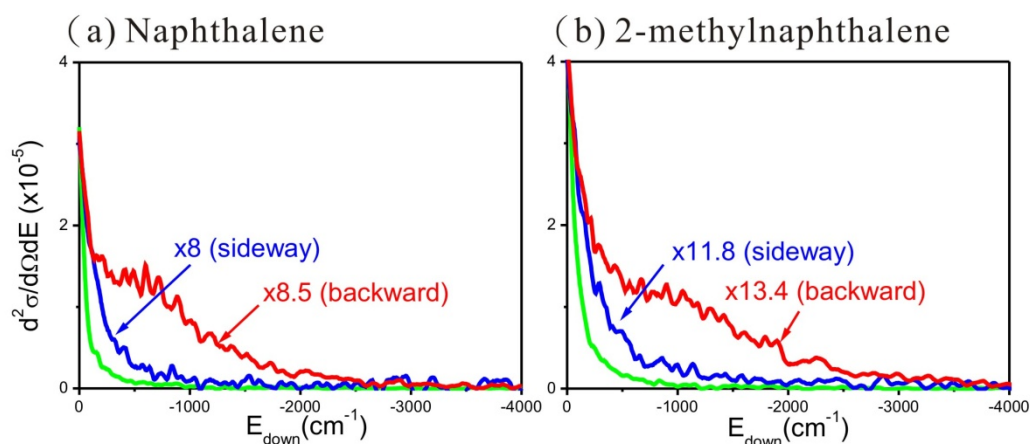 (a) Naphthalene
(b) 2-methylnaphthalene
d²σ/dΩdE (x10⁻⁵)
4
2
0
x8 (sideway)
x8.5 (backward)
0 -1000 -2000 -3000 -4000
E_down(cm⁻¹)
4
2
0
x11.8 (sideway)
x13.4 (backward)
0 -1000 -2000 -3000 -4000
E_down(cm⁻¹)